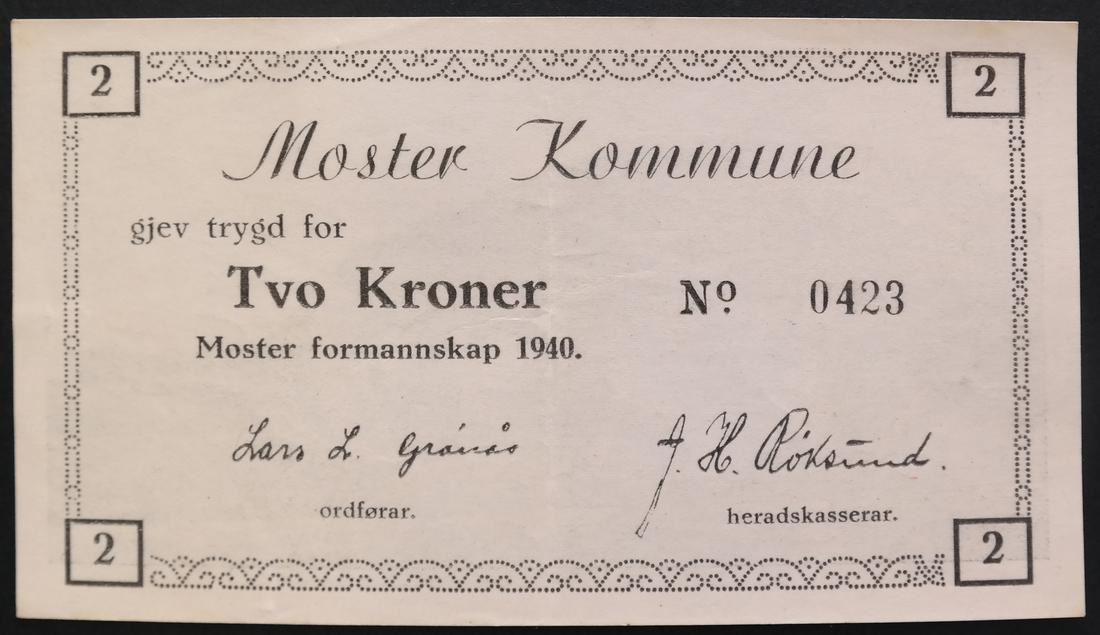 2 2
Moster Kommune
gjev trygd for
Tvo Kroner
Nº 0423
Moster formannskap 1940.
Lars L. Grønås
J. H. Røksund.
ordførar.
heradskasserar.
2 2